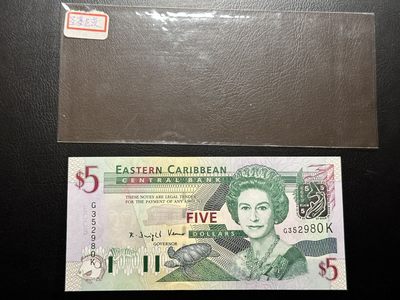 EASTERN CARIBBEAN
CENTRAL BANK
$5
THESE NOTES ARE LEGAL TENDER
FOR THE PAYMENT OF ANY AMOUNT
G352980K
FIVE
DOLLARS
G352980K
GOVERNOR
$5